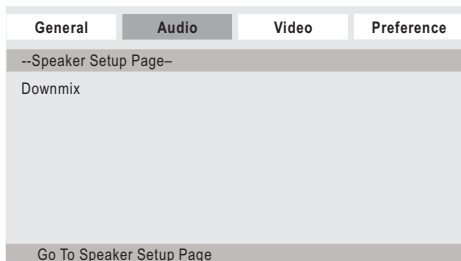 General Audio Video Preference
--Speaker Setup Page–
Downmix
Go To Speaker Setup Page